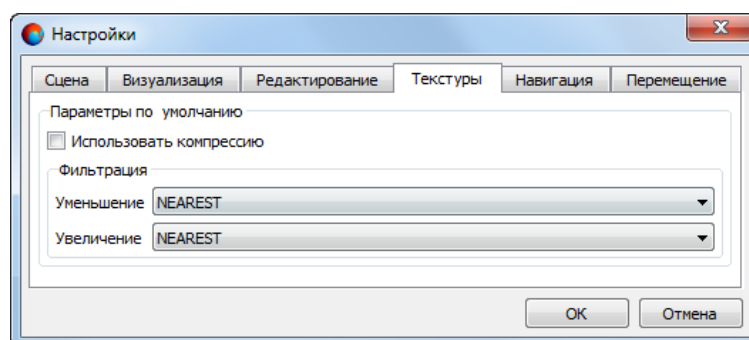 Настройки
Сцена Визуализация Редактирование Текстуры Навигация Перемещение
Параметры по умолчанию
Использовать компрессию
Фильтрация
Уменьшение NEAREST
Увеличение NEAREST
OK Отмена